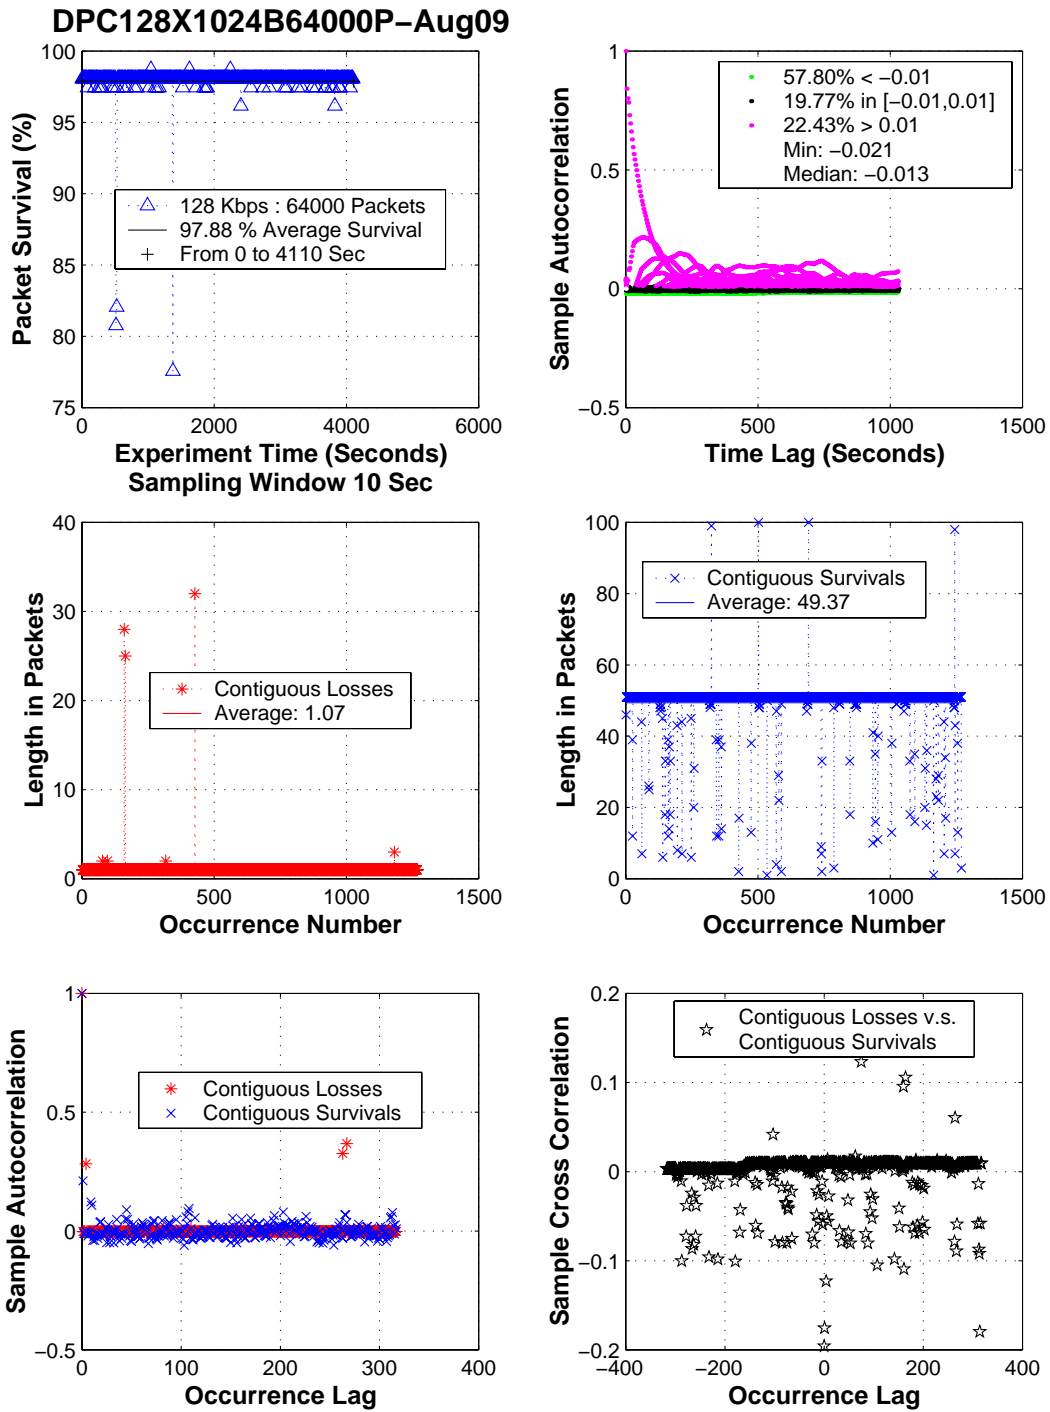 DPC128X1024B64000P−Aug09
100
95
90
85
80
75
0
2000
4000
6000
Packet Survival (%)
Experiment Time (Seconds)
Sampling Window 10 Sec
128 Kbps : 64000 Packets
97.88 % Average Survival
From 0 to 4110 Sec
1
0.5
0
−0.5
0
500
1000
1500
Sample Autocorrelation
Time Lag (Seconds)
57.80% < −0.01
19.77% in [−0.01,0.01]
22.43% > 0.01
Min: −0.021
Median: −0.013
40
30
20
10
0
0
500
1000
1500
Length in Packets
Occurrence Number
Contiguous Losses
Average: 1.07
100
80
60
40
20
0
0
500
1000
1500
Length in Packets
Occurrence Number
Contiguous Survivals
Average: 49.37
1
0.5
0
−0.5
0
100
200
300
400
Sample Autocorrelation
Occurrence Lag
Contiguous Losses
Contiguous Survivals
0.2
0.1
0
−0.1
−0.2
−400
−200
0
200
400
Sample Cross Correlation
Occurrence Lag
Contiguous Losses v.s.
Contiguous Survivals